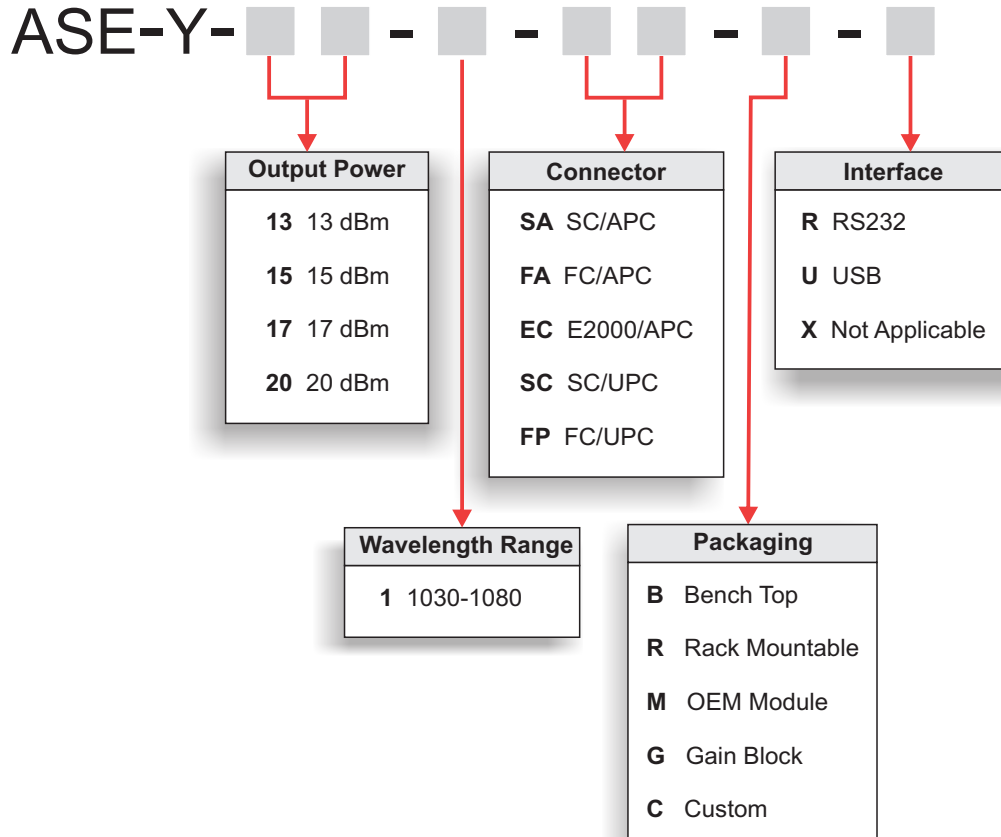 ASE-Y- - - - -
Output Power
13 13 dBm
15 15 dBm
17 17 dBm
20 20 dBm
Connector
SA SC/APC
FA FC/APC
EC E2000/APC
SC SC/UPC
FP FC/UPC
Interface
R RS232
U USB
X Not Applicable
Wavelength Range
1 1030-1080
Packaging
B Bench Top
R Rack Mountable
M OEM Module
G Gain Block
C Custom